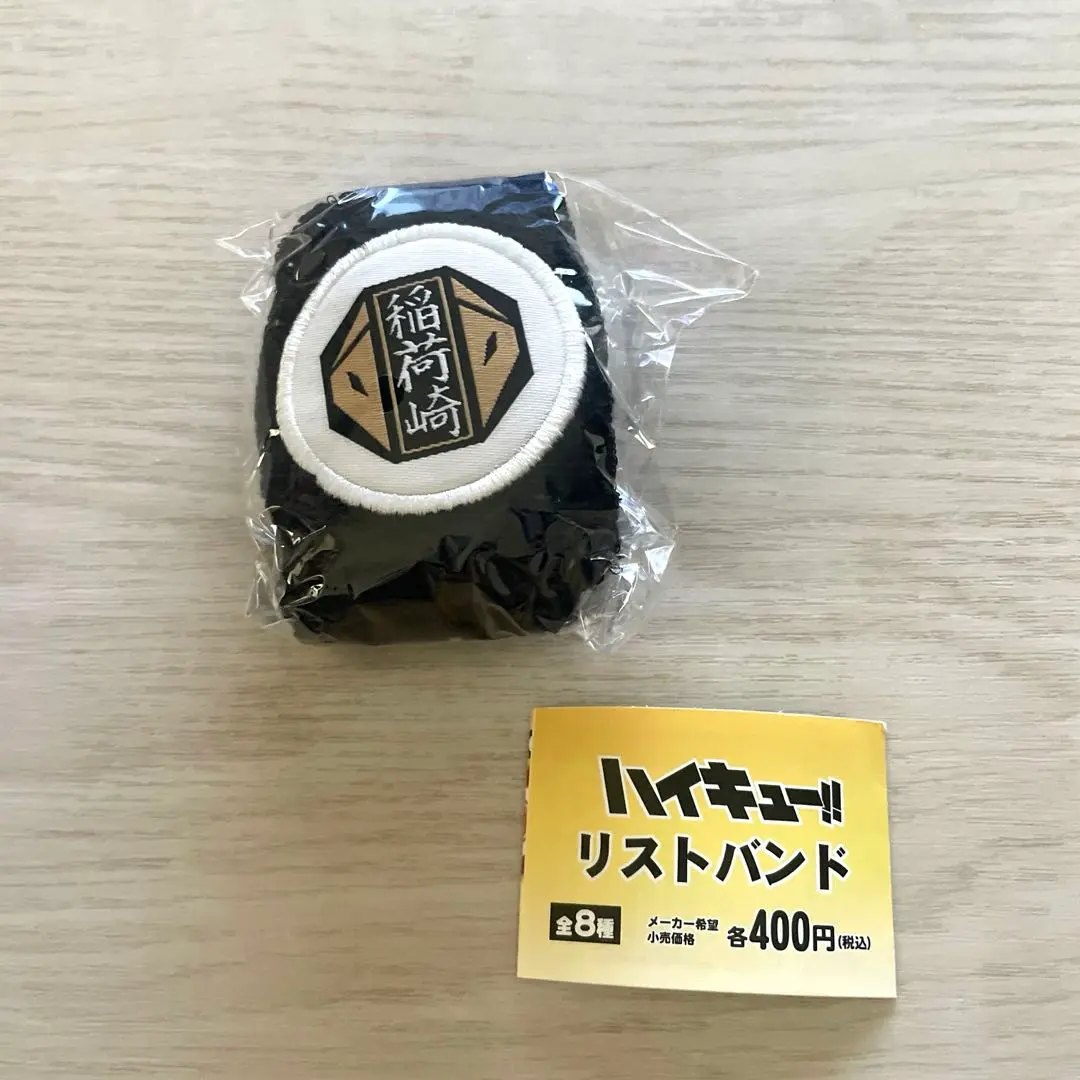 稲荷崎
ハイキュー!!
リストバンド
全8種
メーカー希望
小売価格
各400円(税込)